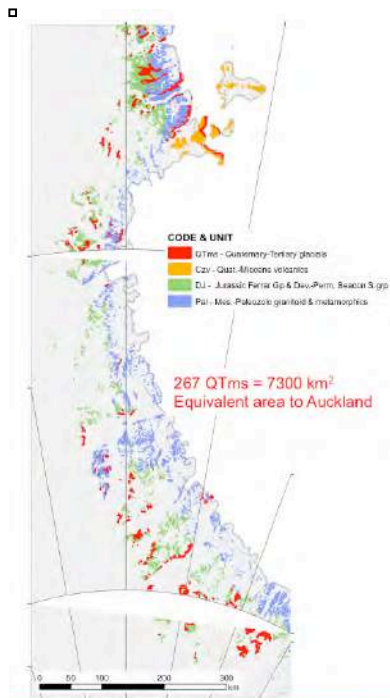 CODE & UNIT
QTms - Quaternary-Tertiary glacials
Czv - Quat.-Miocene volcanics
DJ - Jurassic Ferrar Gp & Dev.-Perm. Beacon S.grp
Pal - Mes.-Paleozoic granitoid & metamorphics
267 QTms = 7300 km²
Equivalent area to Auckland
0 50 100 200 300
km